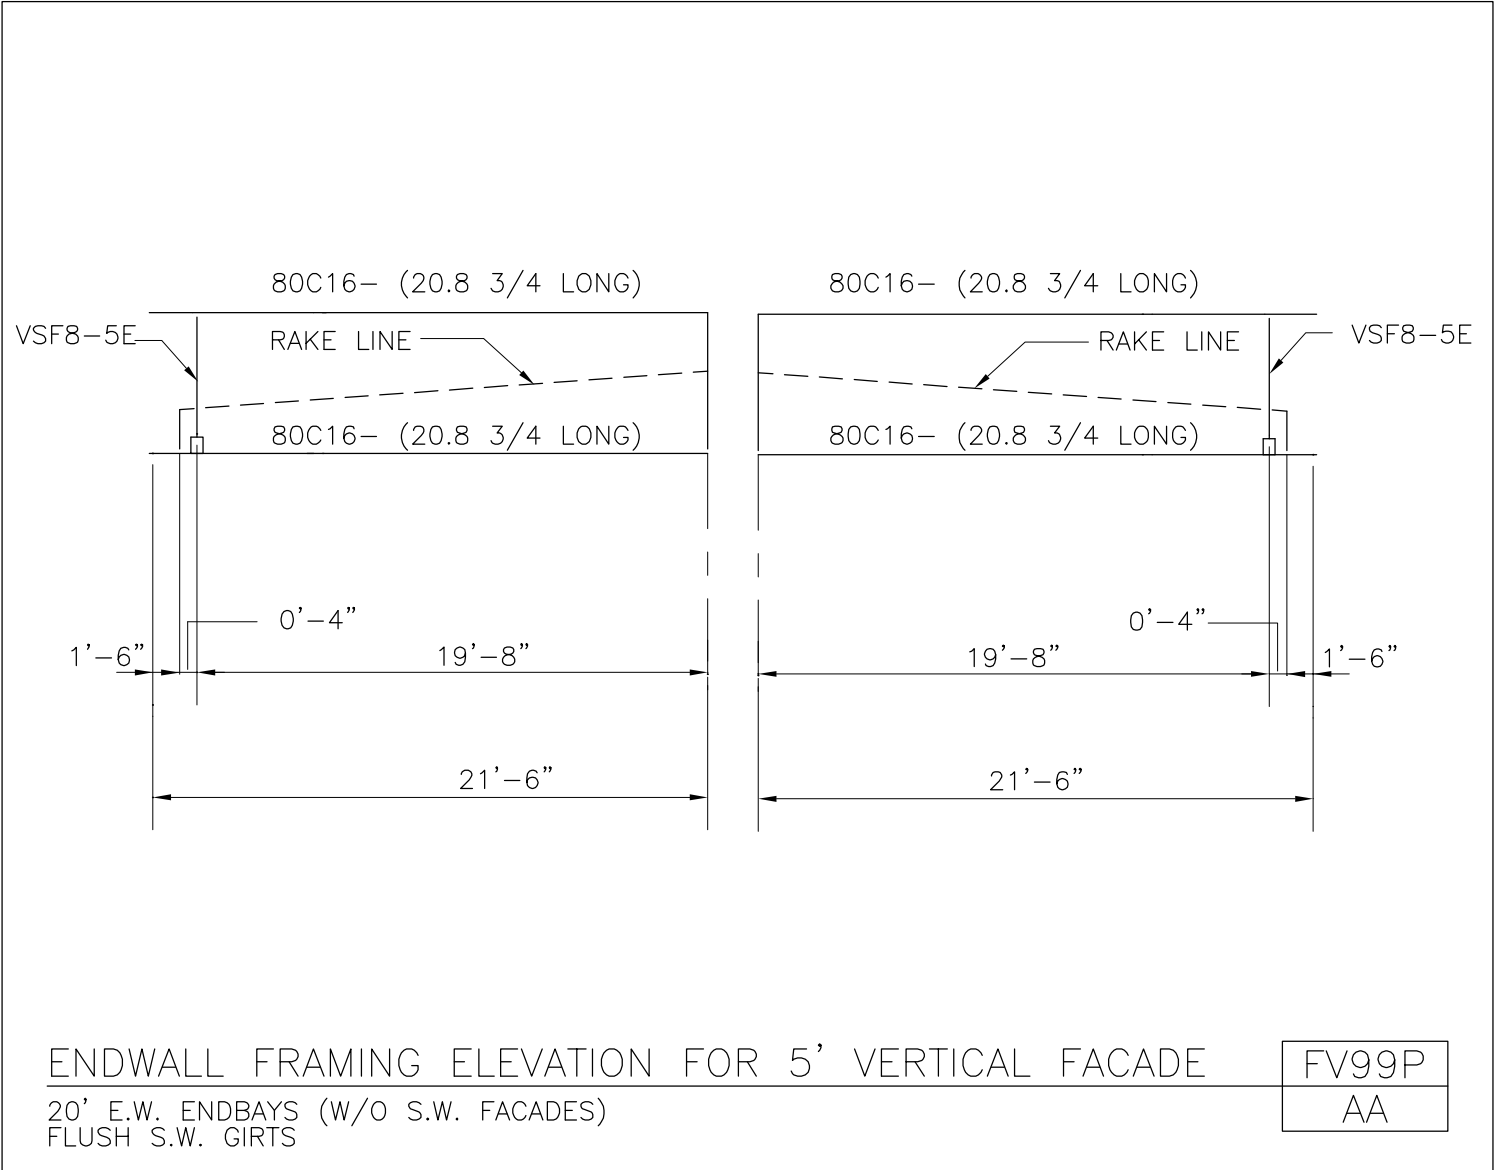 80C16- (20.8 3/4 LONG) 80C16- (20.8 3/4 LONG)
VSF8-5E RAKE LINE RAKE LINE VSF8-5E
80C16- (20.8 3/4 LONG) 80C16- (20.8 3/4 LONG)
0'-4" 0'-4"
1'-6" 19'-8" 19'-8" 1'-6"
21'-6" 21'-6"
ENDWALL FRAMING ELEVATION FOR 5' VERTICAL FACADE FV99P
20' E.W. ENDBAYS (W/O S.W. FACADES) AA
FLUSH S.W. GIRTS